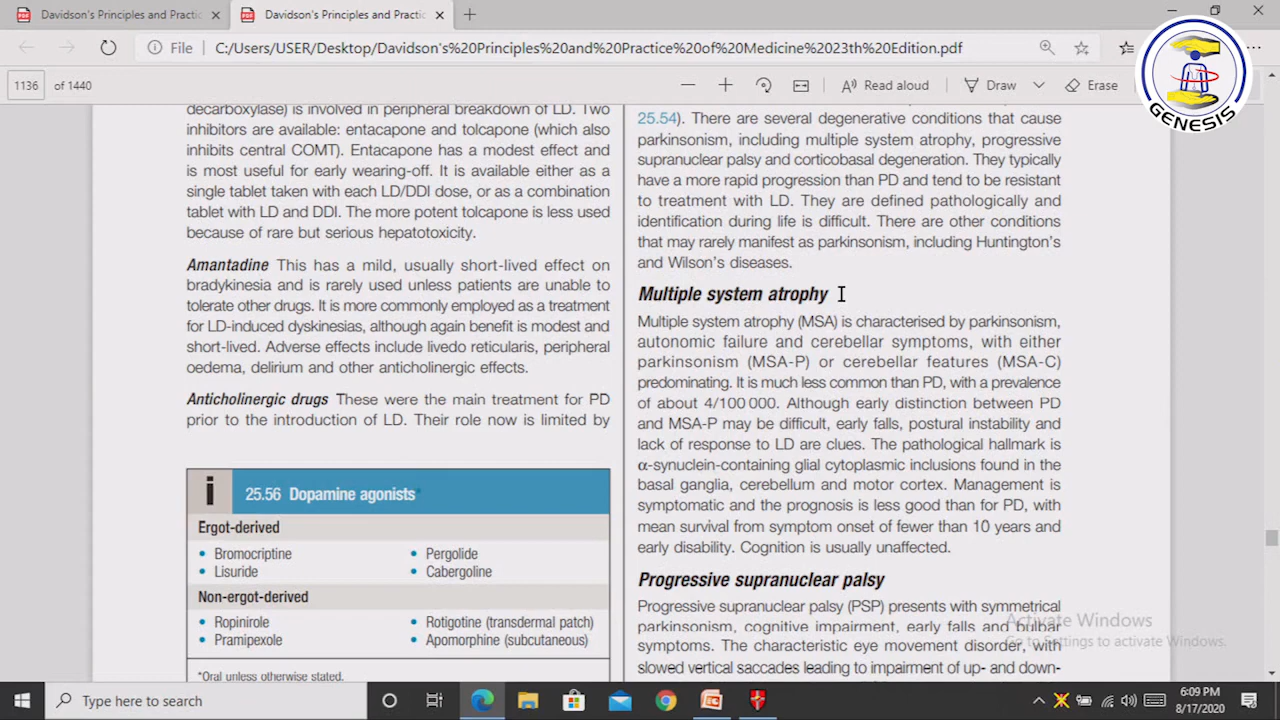 Davidson's Principles and Practic
Davidson's Principles and Practic
File
C:/Users/USER/Desktop/Davidson's%20Principles%20and%20Practice%20of%20Medicine%2023th%20Edition.pdf
1136
of 1440
Read aloud
Draw
Erase
GENESIS
decarboxylase) is involved in peripheral breakdown of LD. Two
inhibitors are available: entacapone and tolcapone (which also
inhibits central COMT). Entacapone has a modest effect and
is most useful for early wearing-off. It is available either as a
single tablet taken with each LD/DDI dose, or as a combination
tablet with LD and DDI. The more potent tolcapone is less used
because of rare but serious hepatotoxicity.
Amantadine This has a mild, usually short-lived effect on
bradykinesia and is rarely used unless patients are unable to
tolerate other drugs. It is more commonly employed as a treatment
for LD-induced dyskinesias, although again benefit is modest and
short-lived. Adverse effects include livedo reticularis, peripheral
oedema, delirium and other anticholinergic effects.
Anticholinergic drugs These were the main treatment for PD
prior to the introduction of LD. Their role now is limited by
i
25.56 Dopamine agonists*
Ergot-derived
• Bromocriptine
• Lisuride
• Pergolide
• Cabergoline
Non-ergot-derived
• Ropinirole
• Pramipexole
• Rotigotine (transdermal patch)
• Apomorphine (subcutaneous)
*Oral unless otherwise stated.
25.54). There are several degenerative conditions that cause
parkinsonism, including multiple system atrophy, progressive
supranuclear palsy and corticobasal degeneration. They typically
have a more rapid progression than PD and tend to be resistant
to treatment with LD. They are defined pathologically and
identification during life is difficult. There are other conditions
that may rarely manifest as parkinsonism, including Huntington's
and Wilson's diseases.
Multiple system atrophy
Multiple system atrophy (MSA) is characterised by parkinsonism,
autonomic failure and cerebellar symptoms, with either
parkinsonism (MSA-P) or cerebellar features (MSA-C)
predominating. It is much less common than PD, with a prevalence
of about 4/100 000. Although early distinction between PD
and MSA-P may be difficult, early falls, postural instability and
lack of response to LD are clues. The pathological hallmark is
α-synuclein-containing glial cytoplasmic inclusions found in the
basal ganglia, cerebellum and motor cortex. Management is
symptomatic and the prognosis is less good than for PD, with
mean survival from symptom onset of fewer than 10 years and
early disability. Cognition is usually unaffected.
Progressive supranuclear palsy
Progressive supranuclear palsy (PSP) presents with symmetrical
parkinsonism, cognitive impairment, early falls and bulbar
symptoms. The characteristic eye movement disorder, with
slowed vertical saccades leading to impairment of up- and down-
Activate Windows
Go to Settings to activate Windows.
Type here to search
6:09 PM
8/17/2020